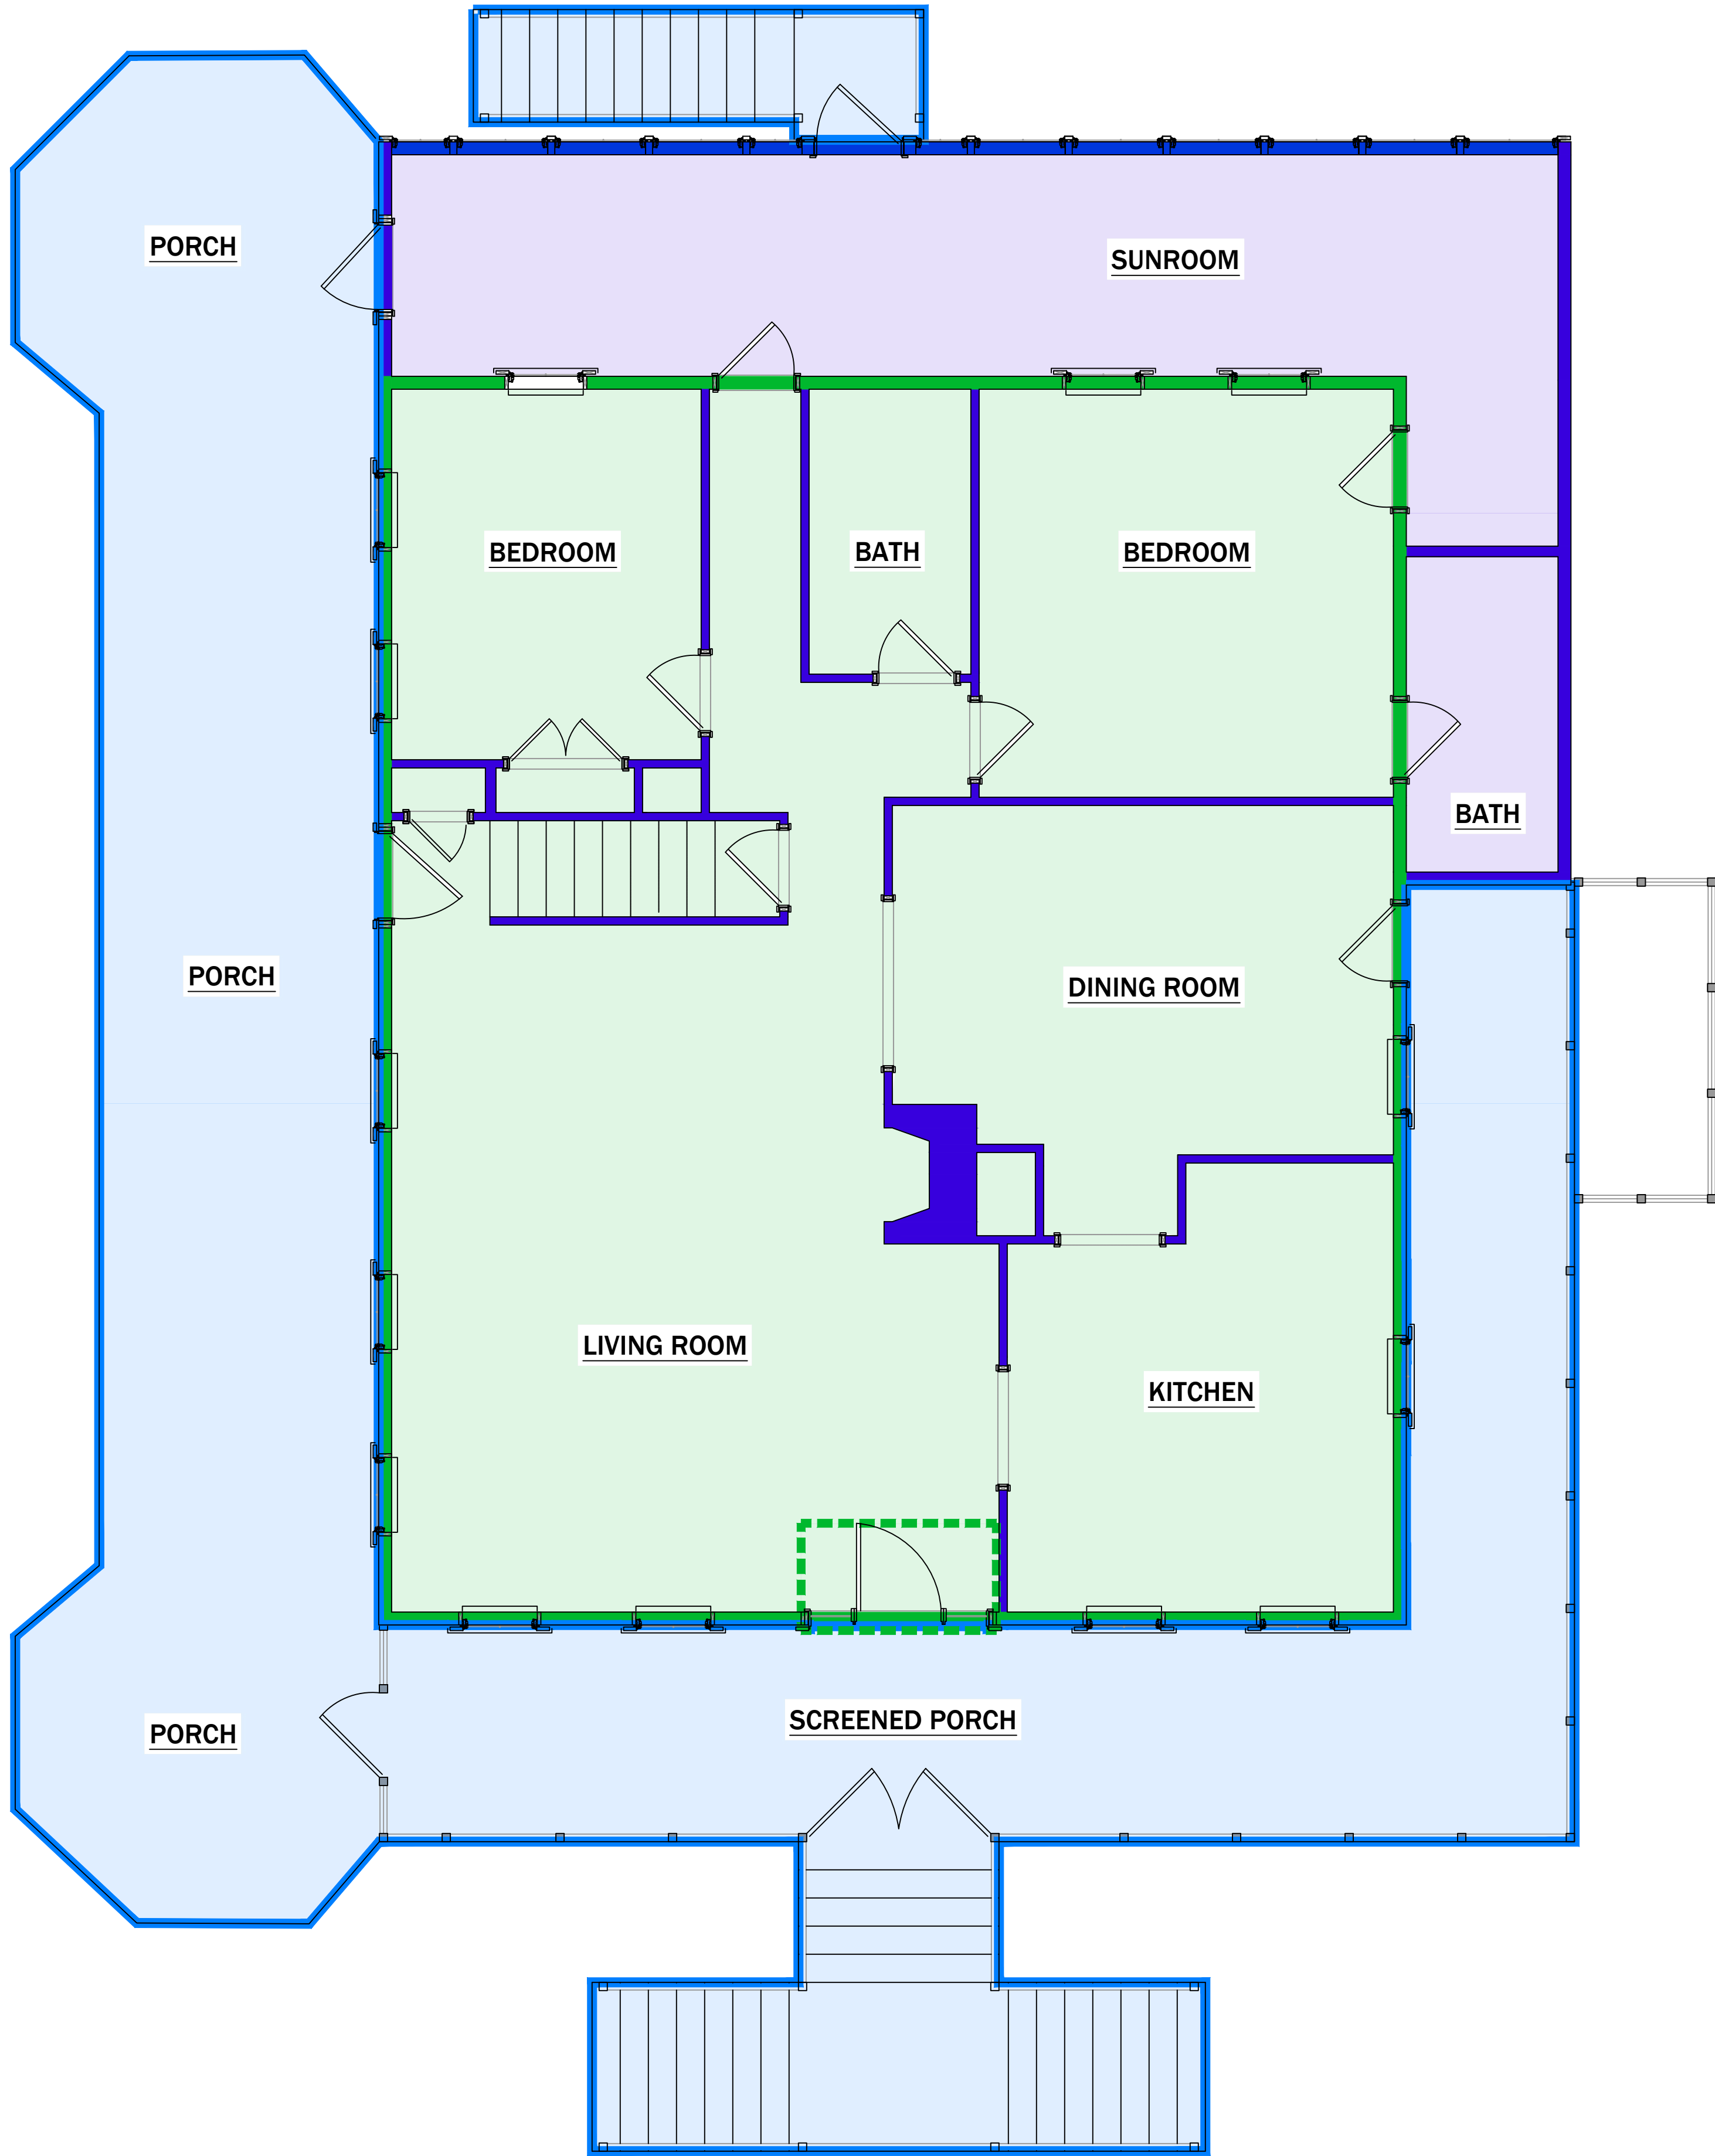 PORCH
SUNROOM
BEDROOM
BATH
BEDROOM
BATH
PORCH
DINING ROOM
LIVING ROOM
KITCHEN
PORCH
SCREENED PORCH